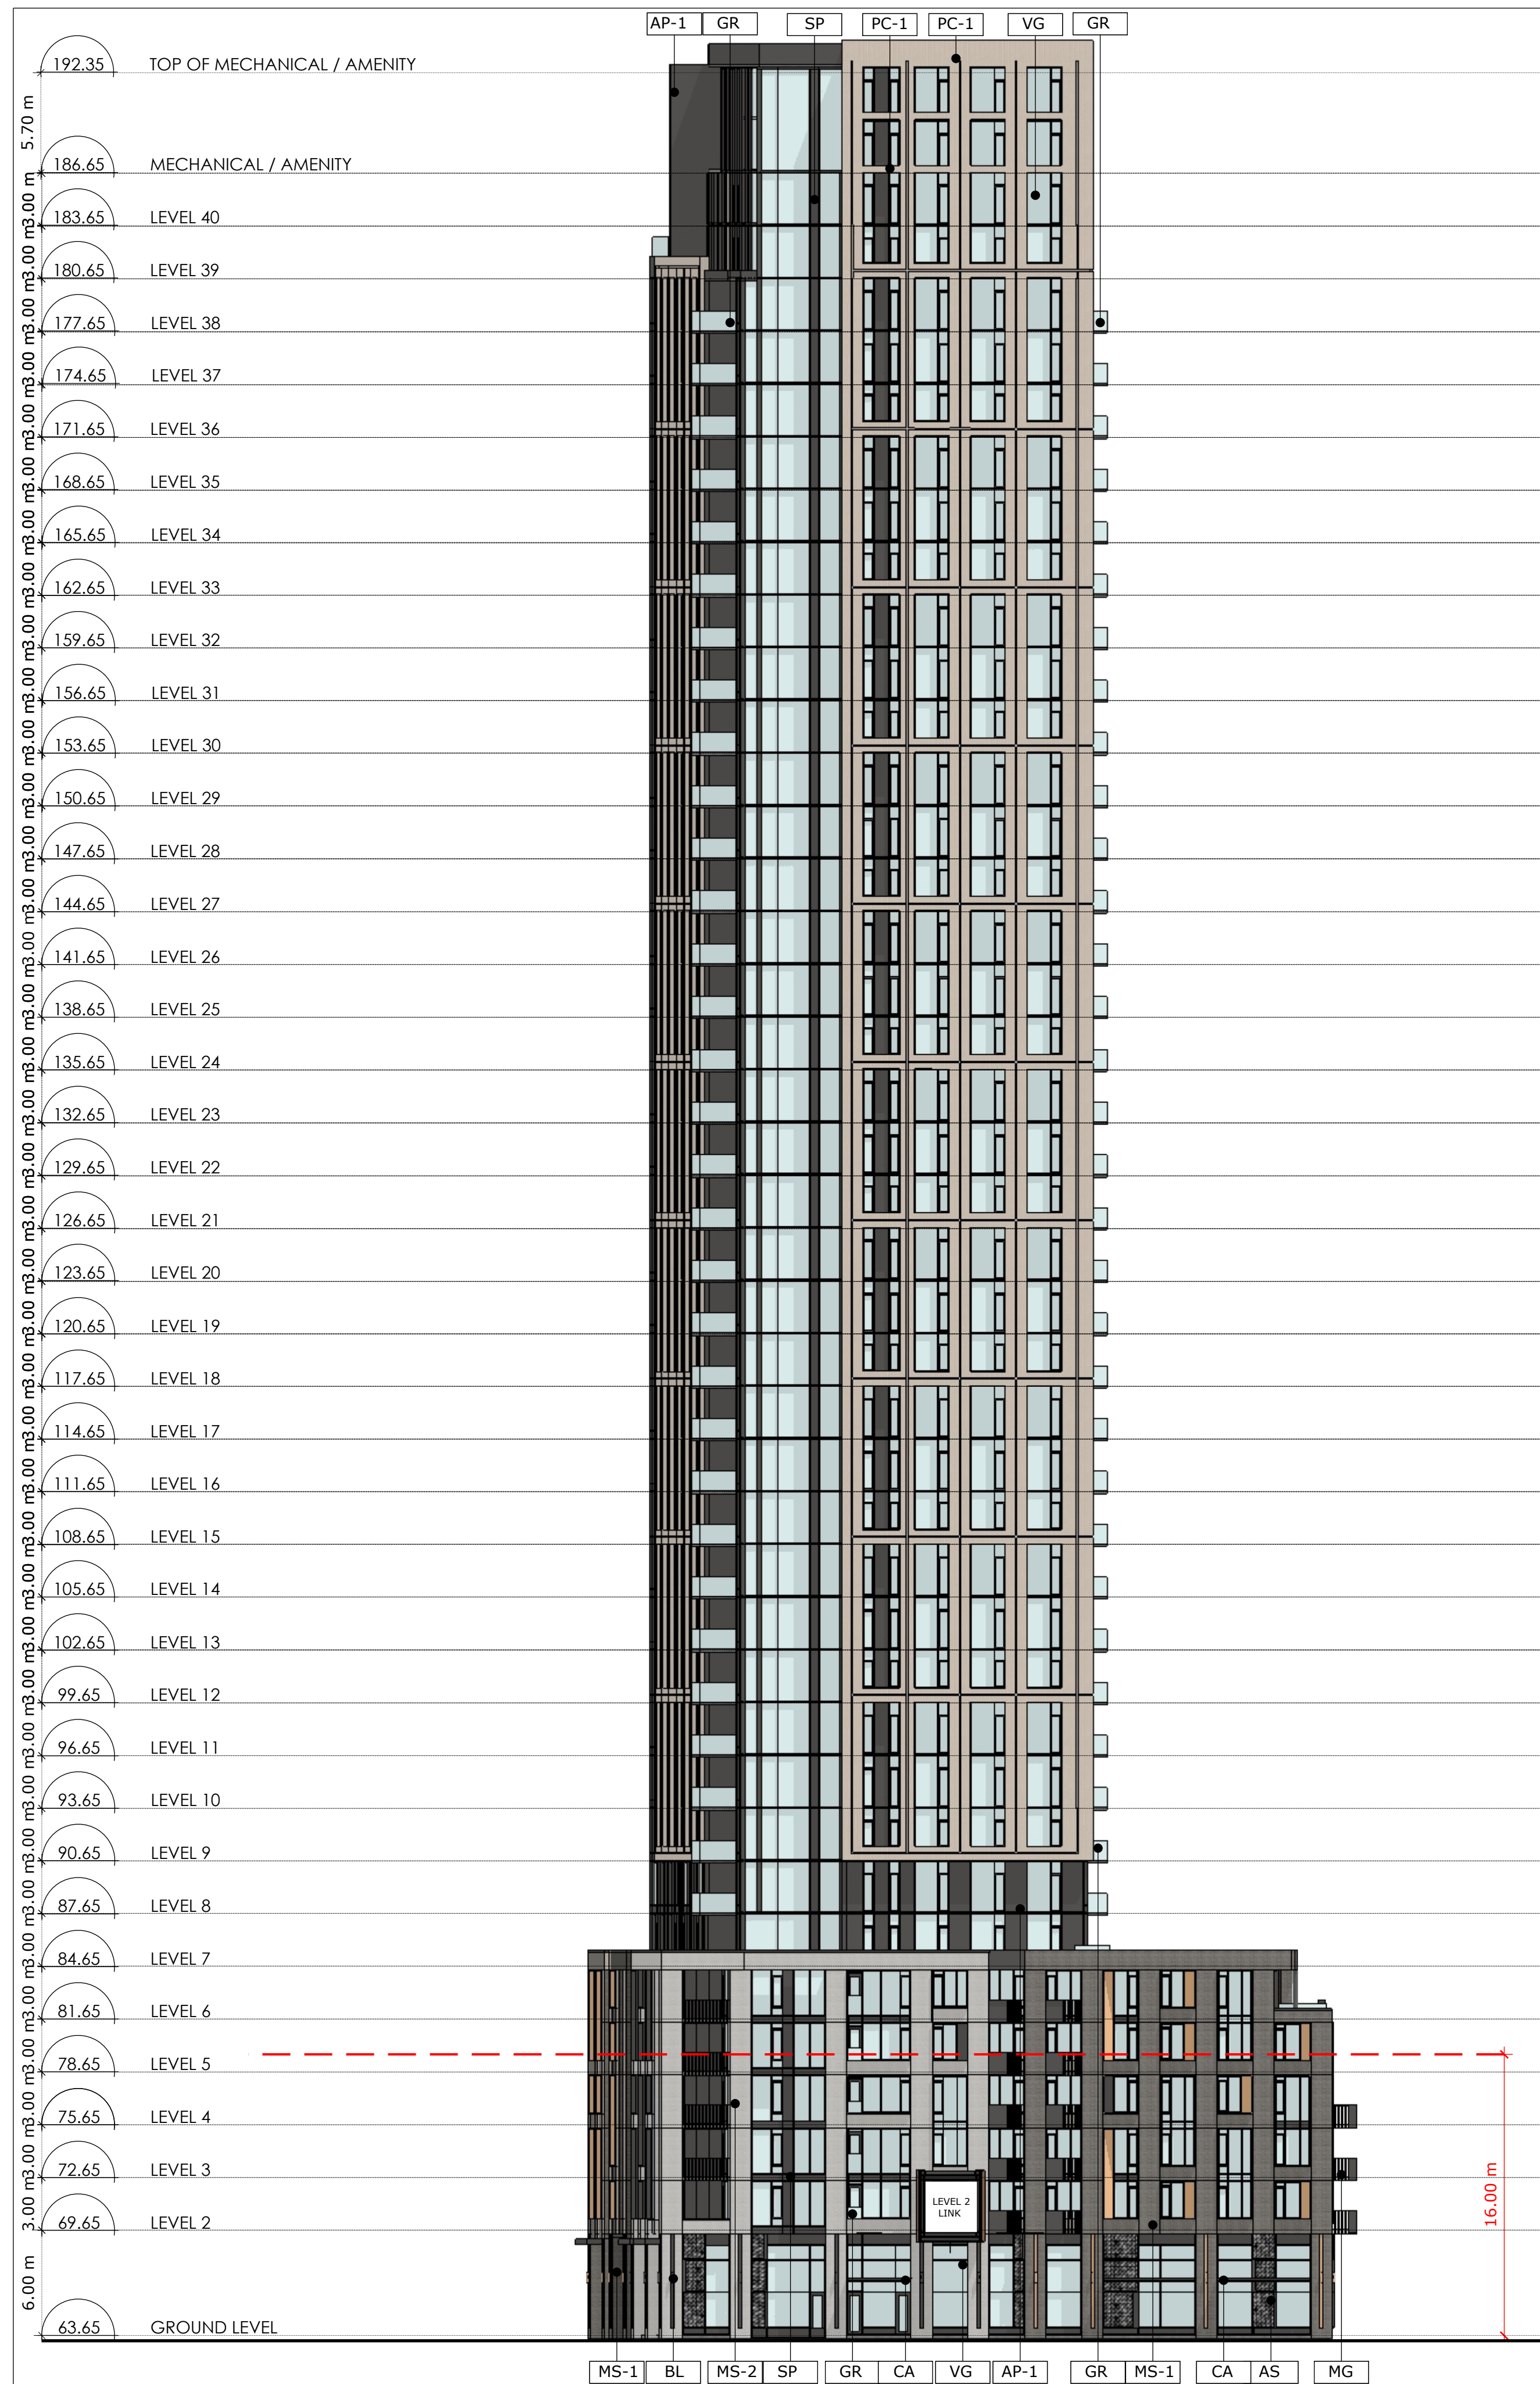 AP-1 GR SP PC-1 PC-1 VG GR
192.35 TOP OF MECHANICAL / AMENITY
5.70 m
186.65 MECHANICAL / AMENITY
3.00 m
183.65 LEVEL 40
3.00 m
180.65 LEVEL 39
3.00 m
177.65 LEVEL 38
3.00 m
174.65 LEVEL 37
3.00 m
171.65 LEVEL 36
3.00 m
168.65 LEVEL 35
3.00 m
165.65 LEVEL 34
3.00 m
162.65 LEVEL 33
3.00 m
159.65 LEVEL 32
3.00 m
156.65 LEVEL 31
3.00 m
153.65 LEVEL 30
3.00 m
150.65 LEVEL 29
3.00 m
147.65 LEVEL 28
3.00 m
144.65 LEVEL 27
3.00 m
141.65 LEVEL 26
3.00 m
138.65 LEVEL 25
3.00 m
135.65 LEVEL 24
3.00 m
132.65 LEVEL 23
3.00 m
129.65 LEVEL 22
3.00 m
126.65 LEVEL 21
3.00 m
123.65 LEVEL 20
3.00 m
120.65 LEVEL 19
3.00 m
117.65 LEVEL 18
3.00 m
114.65 LEVEL 17
3.00 m
111.65 LEVEL 16
3.00 m
108.65 LEVEL 15
3.00 m
105.65 LEVEL 14
3.00 m
102.65 LEVEL 13
3.00 m
99.65 LEVEL 12
3.00 m
96.65 LEVEL 11
3.00 m
93.65 LEVEL 10
3.00 m
90.65 LEVEL 9
3.00 m
87.65 LEVEL 8
3.00 m
84.65 LEVEL 7
3.00 m
81.65 LEVEL 6
3.00 m
78.65 LEVEL 5
3.00 m
75.65 LEVEL 4
3.00 m
72.65 LEVEL 3
3.00 m
69.65 LEVEL 2
LEVEL 2
LINK
16.00 m
6.00 m
63.65 GROUND LEVEL
MS-1 BL MS-2 SP GR CA VG AP-1 GR MS-1 CA AS MG